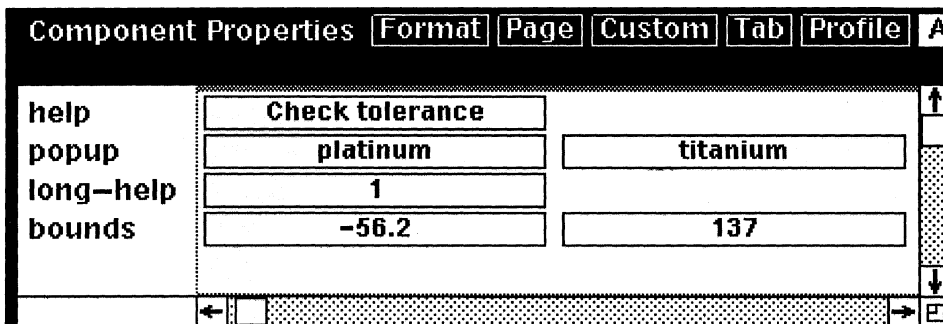 Component Properties Format Page Custom Tab Profile A
help Check tolerance
popup platinum titanium
long–help 1
bounds –56.2 137